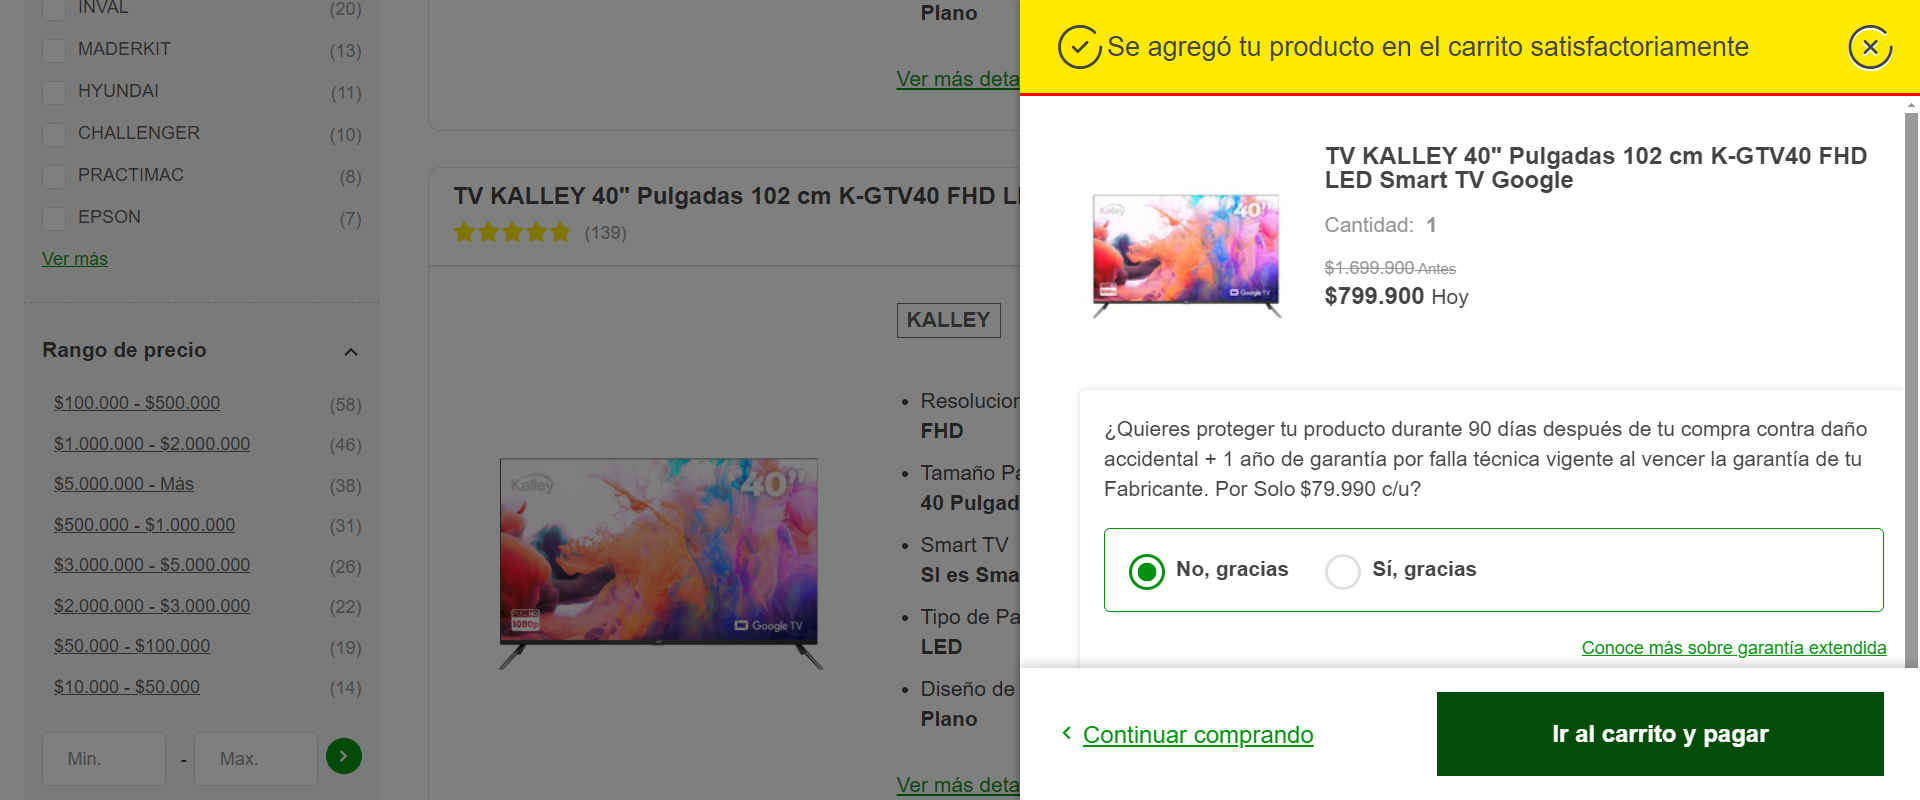 INVAL (20)
MADERKIT (13)
HYUNDAI (11)
CHALLENGER (10)
PRACTIMAC (8)
EPSON (7)
Ver más
Rango de precio
$100.000 - $500.000 (58)
$1.000.000 - $2.000.000 (46)
$5.000.000 - Más (38)
$500.000 - $1.000.000 (31)
$3.000.000 - $5.000.000 (26)
$2.000.000 - $3.000.000 (22)
$50.000 - $100.000 (19)
$10.000 - $50.000 (14)
Min. - Max.
Plano
Ver más deta
TV KALLEY 40" Pulgadas 102 cm K-GTV40 FHD LE
(139)
KALLEY
Kalley
40”
FULL HD
1080p
Google TV
Resolucion
FHD
Tamaño Pa
40 Pulgad
Smart TV
SI es Sma
Tipo de Pa
LED
Diseño de
Plano
Ver más deta
Se agregó tu producto en el carrito satisfactoriamente
Kalley
40”
1080p
Google TV
TV KALLEY 40" Pulgadas 102 cm K-GTV40 FHD
LED Smart TV Google
Cantidad: 1
$1.699.900 Antes
$799.900 Hoy
¿Quieres proteger tu producto durante 90 días después de tu compra contra daño
accidental + 1 año de garantía por falla técnica vigente al vencer la garantía de tu
Fabricante. Por Solo $79.990 c/u?
No, gracias Sí, gracias
Conoce más sobre garantía extendida
Continuar comprando
Ir al carrito y pagar